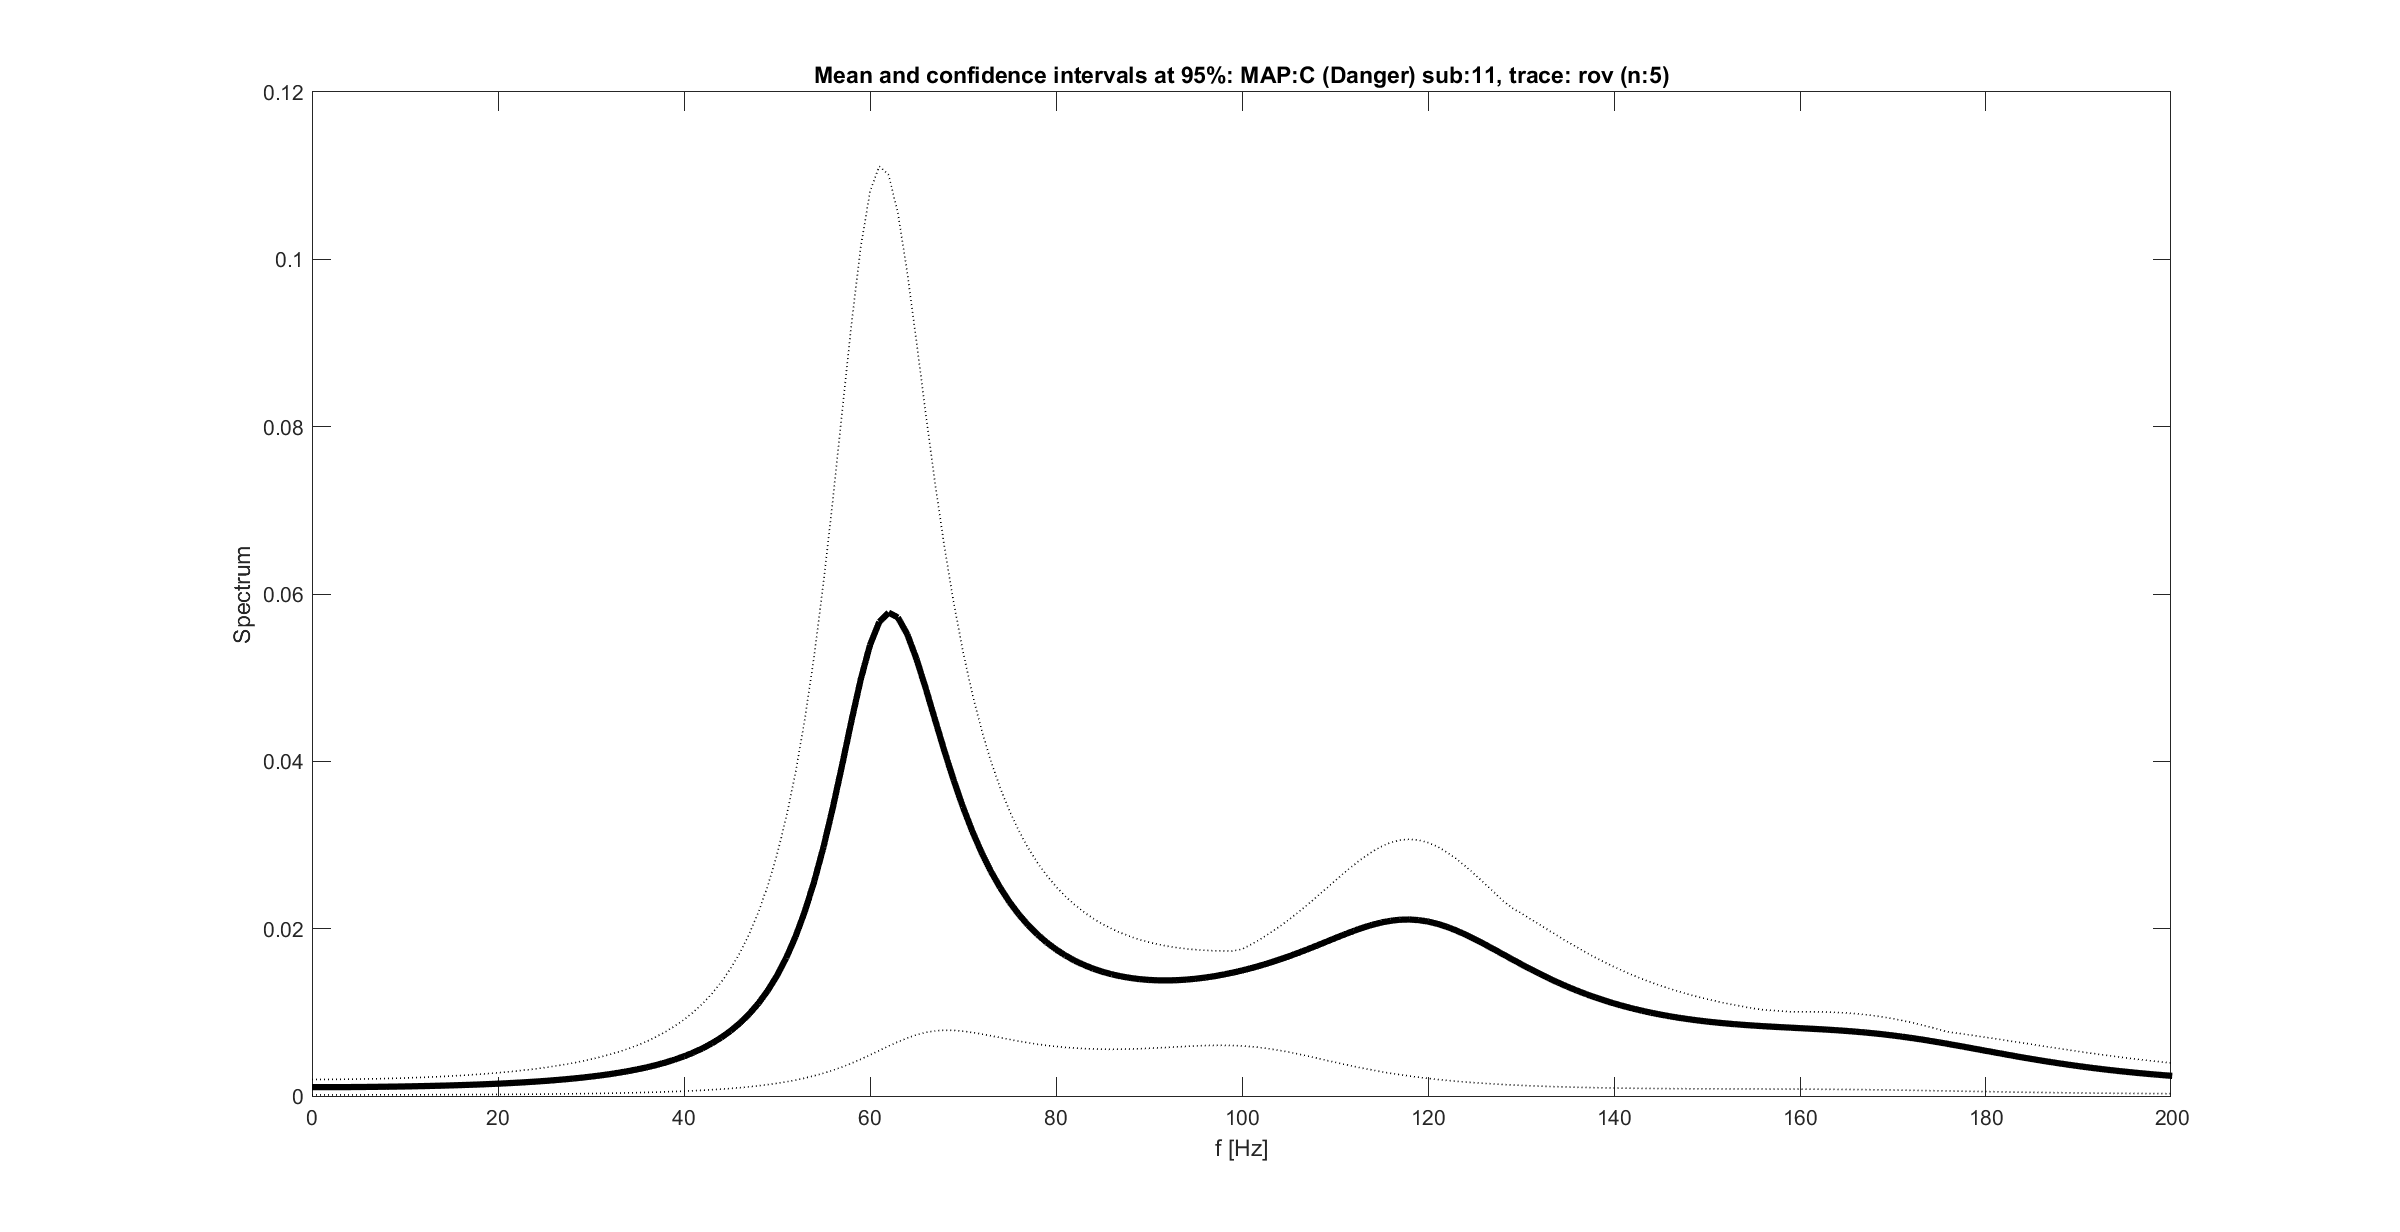 Mean and confidence intervals at 95%: MAP:C (Danger) sub:11, trace: rov (n:5)
0.12
0.1
0.08
0.06
0.04
0.02
0
Spectrum
0 20 40 60 80 100 120 140 160 180 200
f [Hz]